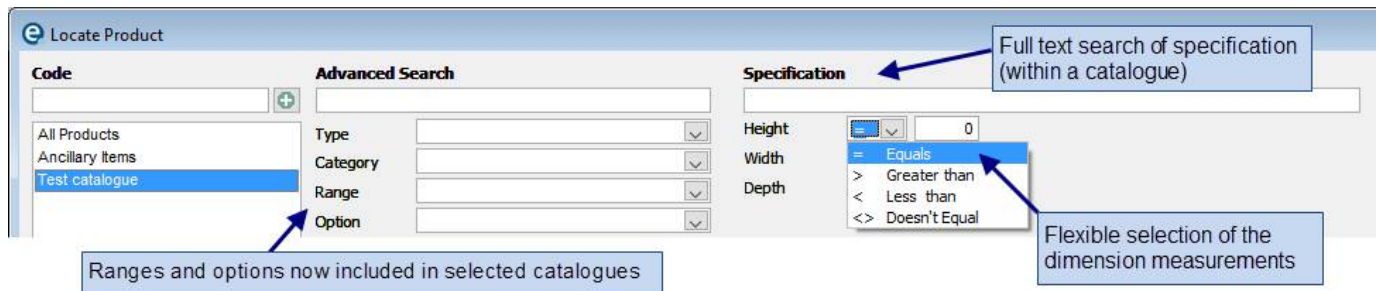 Locate Product
Full text search of specification
(within a catalogue)
Code
Advanced Search
Specification
All Products
Ancillary Items
Test catalogue
Type
Category
Range
Option
Height = 0
Width
Depth
= Equals
> Greater than
< Less than
<> Doesn't Equal
Ranges and options now included in selected catalogues
Flexible selection of the
dimension measurements